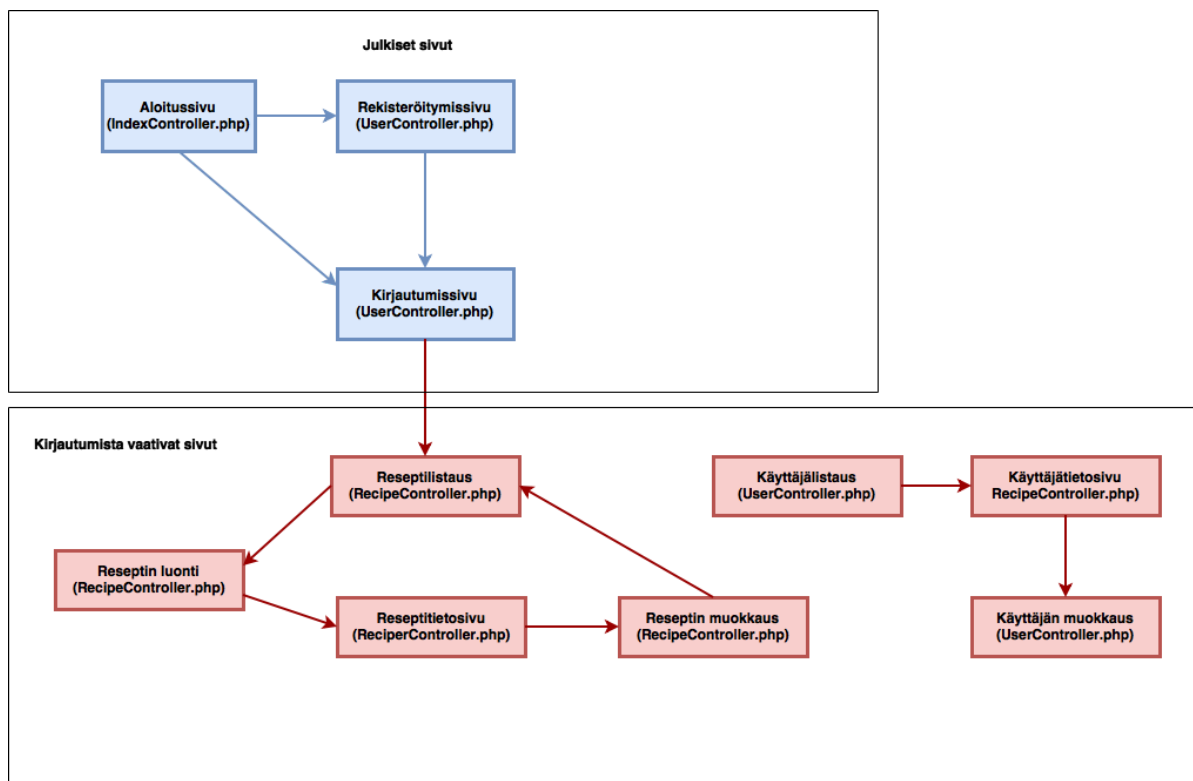 Julkiset sivut
Aloitussivu
(IndexController.php)
Rekisteröitymissivu
(UserController.php)
Kirjautumissivu
(UserController.php)
Kirjautumista vaativat sivut
Reseptilistaus
(RecipeController.php)
Käyttäjälistaus
(UserController.php)
Käyttäjätietosivu
RecipeController.php)
Reseptin luonti
(RecipeController.php)
Reseptitietosivu
(ReciperController.php)
Reseptin muokkaus
(RecipeController.php)
Käyttäjän muokkaus
(UserController.php)